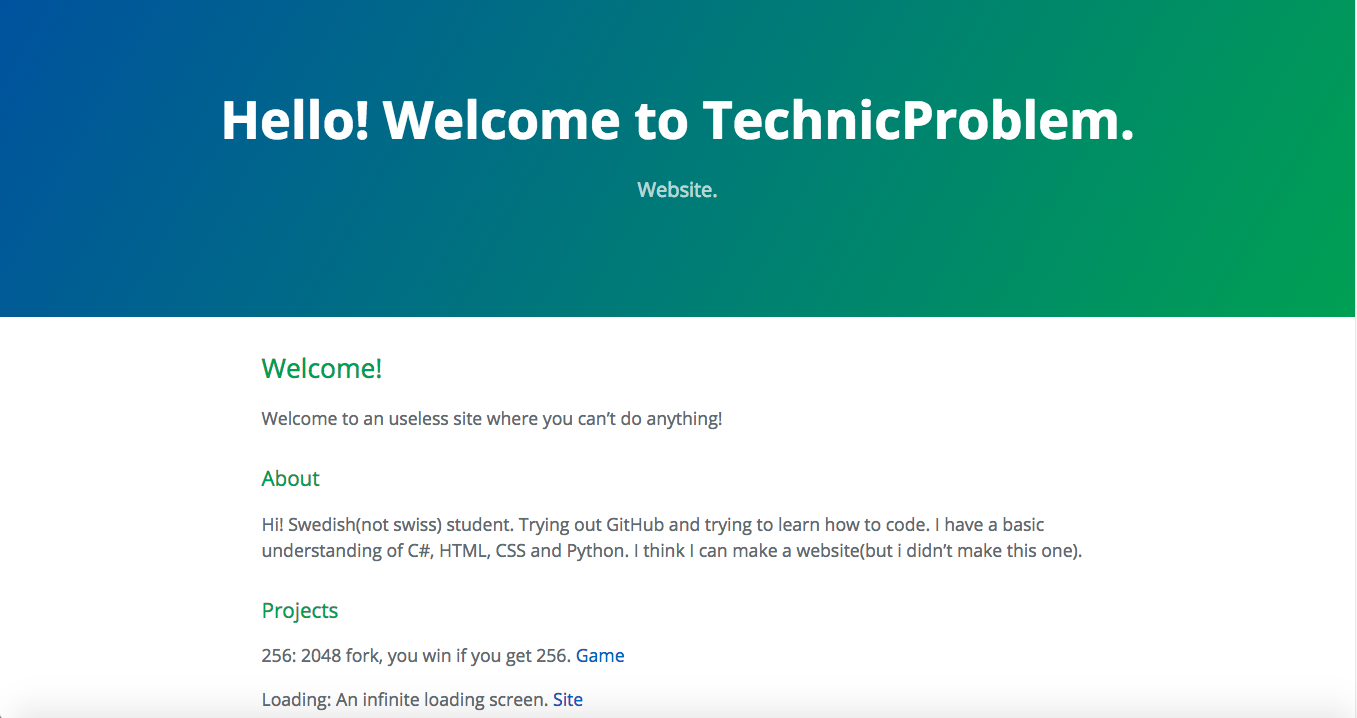 Hello! Welcome to TechnicProblem.
Website.
Welcome!
Welcome to an useless site where you can’t do anything!
About
Hi! Swedish(not swiss) student. Trying out GitHub and trying to learn how to code. I have a basic
understanding of C#, HTML, CSS and Python. I think I can make a website(but i didn’t make this one).
Projects
256: 2048 fork, you win if you get 256. Game
Loading: An infinite loading screen. Site